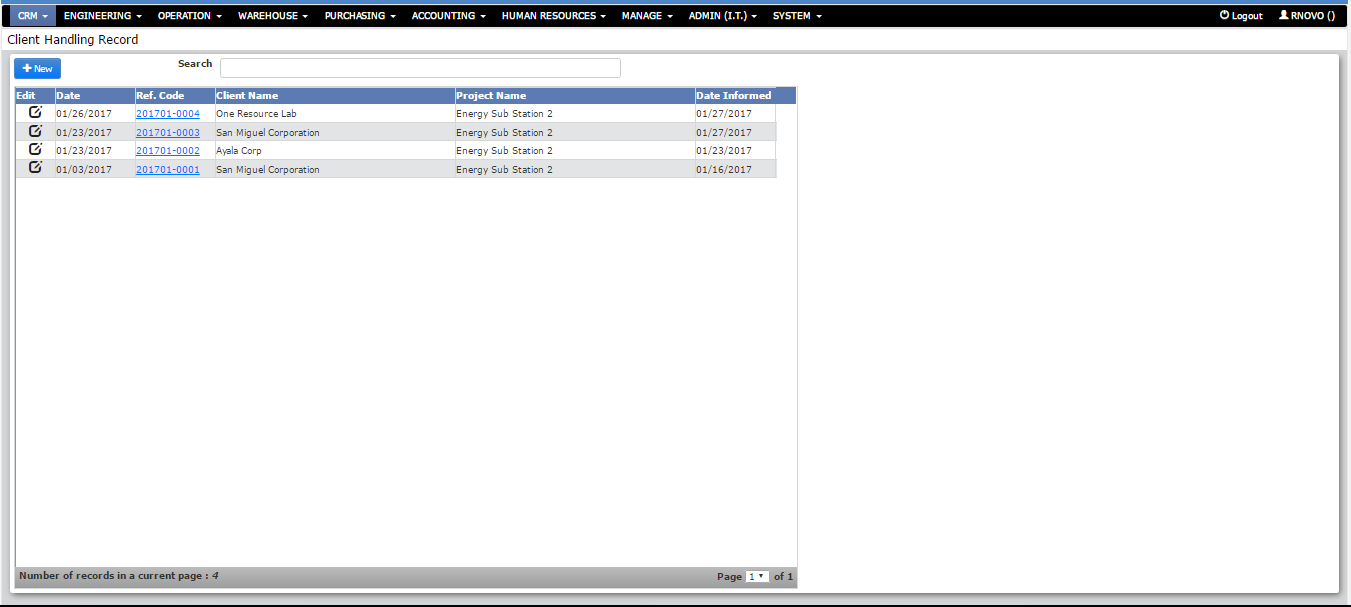 CRM ENGINEERING OPERATION WAREHOUSE PURCHASING ACCOUNTING HUMAN RESOURCES MANAGE ADMIN (I.T.) SYSTEM Logout RNOVO ()
Client Handling Record
New Search
Edit Date Ref. Code Client Name Project Name Date Informed
01/26/2017 201701-0004 One Resource Lab Energy Sub Station 2 01/27/2017
01/23/2017 201701-0003 San Miguel Corporation Energy Sub Station 2 01/27/2017
01/23/2017 201701-0002 Ayala Corp Energy Sub Station 2 01/23/2017
01/03/2017 201701-0001 San Miguel Corporation Energy Sub Station 2 01/16/2017
Number of records in a current page : 4 Page 1 of 1